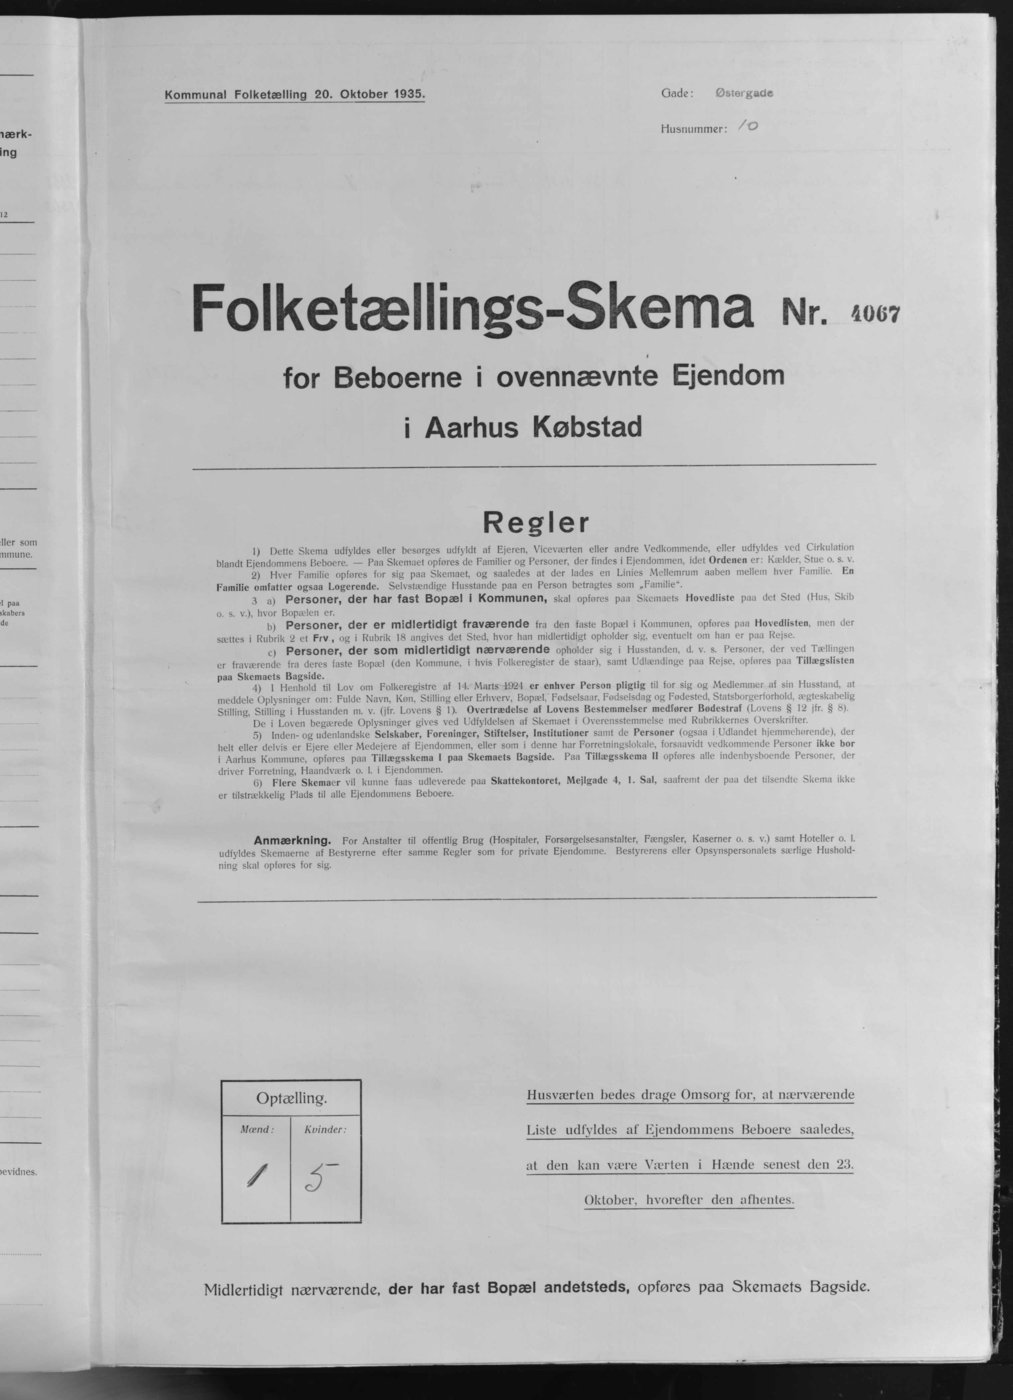 nærk-
ing
12
eller som
mmune.
l paa
skabers
de
bevidnes.
Kommunal Folketælling 20. Oktober 1935.
Gade: Østergade
Husnummer: 10
Folketællings-Skema Nr. 4067
for Beboerne i ovennævnte Ejendom
i Aarhus Købstad
Regler
1) Dette Skema udfyldes eller besørges udfyldt af Ejeren, Viceværten eller andre Vedkommende, eller udfyldes ved Cirkulation
blandt Ejendommens Beboere. — Paa Skemaet opføres de Familier og Personer, der findes i Ejendommen, idet Ordenen er: Kælder, Stue o. s. v.
2) Hver Familie opføres for sig paa Skemaet, og saaledes at der lades en Linies Mellemrum aaben mellem hver Familie. En
Familie omfatter ogsaa Logerende. Selvstændige Husstande paa en Person betragtes som „Familie“.
3 a) Personer, der har fast Bopæl i Kommunen, skal opføres paa Skemaets Hovedliste paa det Sted (Hus, Skib
o. s. v.), hvor Bopælen er.
b) Personer, der er midlertidigt fraværende fra den faste Bopæl i Kommunen, opføres paa Hovedlisten, men der
sættes i Rubrik 2 et Frv., og i Rubrik 18 angives det Sted, hvor han midlertidigt opholder sig, eventuelt om han er paa Rejse.
c) Personer, der som midlertidigt nærværende opholder sig i Husstanden, d. v. s. Personer, der ved Tællingen
er fraværende fra deres faste Bopæl (den Kommune, i hvis Folkeregister de staar), samt Udlændinge paa Rejse, opføres paa Tillægslisten
paa Skemaets Bagside.
4) I Henhold til Lov om Folkeregistre af 14. Marts 1924 er enhver Person pligtig til for sig og Medlemmer af sin Husstand, at
meddele Oplysninger om: Fulde Navn, Køn, Stilling eller Erhverv, Bopæl, Fødselsaar, Fødselsdag og Fødested, Statsborgerforhold, ægteskabelig
Stilling, Stilling i Husstanden m. v. (jfr. Lovens § 1). Overtrædelse af Lovens Bestemmelser medfører Bødestraf (Lovens § 12 jfr. § 8).
De i Loven begærede Oplysninger gives ved Udfyldelsen af Skemaet i Overensstemmelse med Rubrikkernes Overskrifter.
5) Inden- og udenlandske Selskaber, Foreninger, Stiftelser, Institutioner samt de Personer (ogsaa i Udlandet hjemmehørende), der
helt eller delvis er Ejere eller Medejere af Ejendommen, eller som i denne har Forretningslokale, forsauvidt vedkommende Personer ikke bor
i Aarhus Kommune, opføres paa Tillægsskema I paa Skemaets Bagside. Paa Tillægsskema II opføres alle indenbysboende Personer, der
driver Forretning, Haandværk o. l. i Ejendommen.
6) Flere Skemaer vil kunne faas udleverede paa Skattekontoret, Mejlgade 4, 1. Sal, saafremt der paa det tilsendte Skema ikke
er tilstrækkelig Plads til alle Ejendommens Beboere.
Anmærkning. For Anstalter til offentlig Brug (Hospitaler, Forsørgelsesanstalter, Fængsler, Kaserner o. s. v.) samt Hoteller o. l.
udfyldes Skemaerne af Bestyrerne efter samme Regler som for private Ejendomme. Bestyrerens eller Opsynspersonalets særlige Hushold-
ning skal opføres for sig.
Optælling.
Mænd: Kvinder:
1 5
Husværten bedes drage Omsorg for, at nærværende
Liste udfyldes af Ejendommens Beboere saaledes,
at den kan være Værten i Hænde senest den 23.
Oktober, hvorefter den afhentes.
Midlertidigt nærværende, der har fast Bopæl andetsteds, opføres paa Skemaets Bagside.